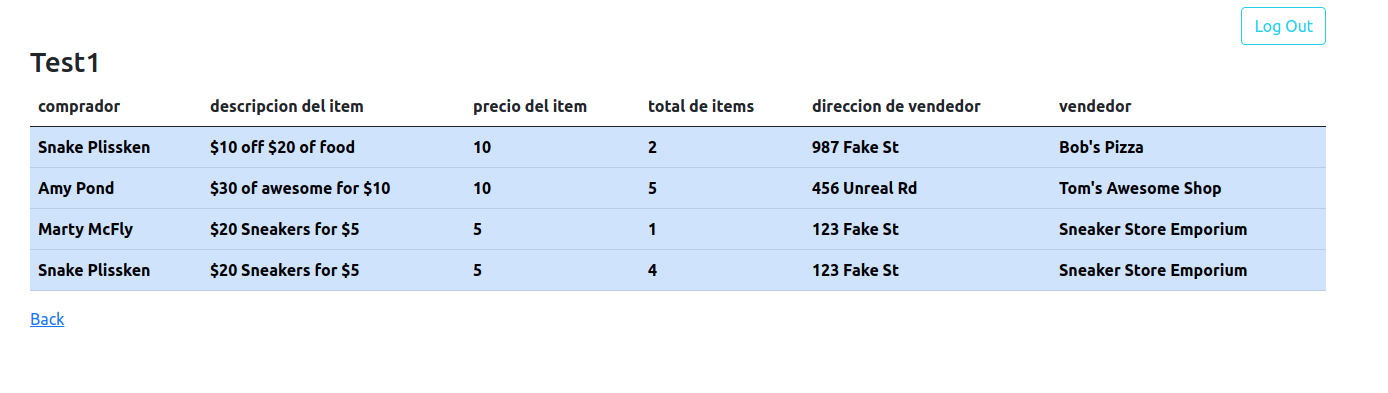 Log Out
Test1
comprador descripcion del item precio del item total de items direccion de vendedor vendedor
Snake Plissken $10 off $20 of food 10 2 987 Fake St Bob's Pizza
Amy Pond $30 of awesome for $10 10 5 456 Unreal Rd Tom's Awesome Shop
Marty McFly $20 Sneakers for $5 5 1 123 Fake St Sneaker Store Emporium
Snake Plissken $20 Sneakers for $5 5 4 123 Fake St Sneaker Store Emporium
Back